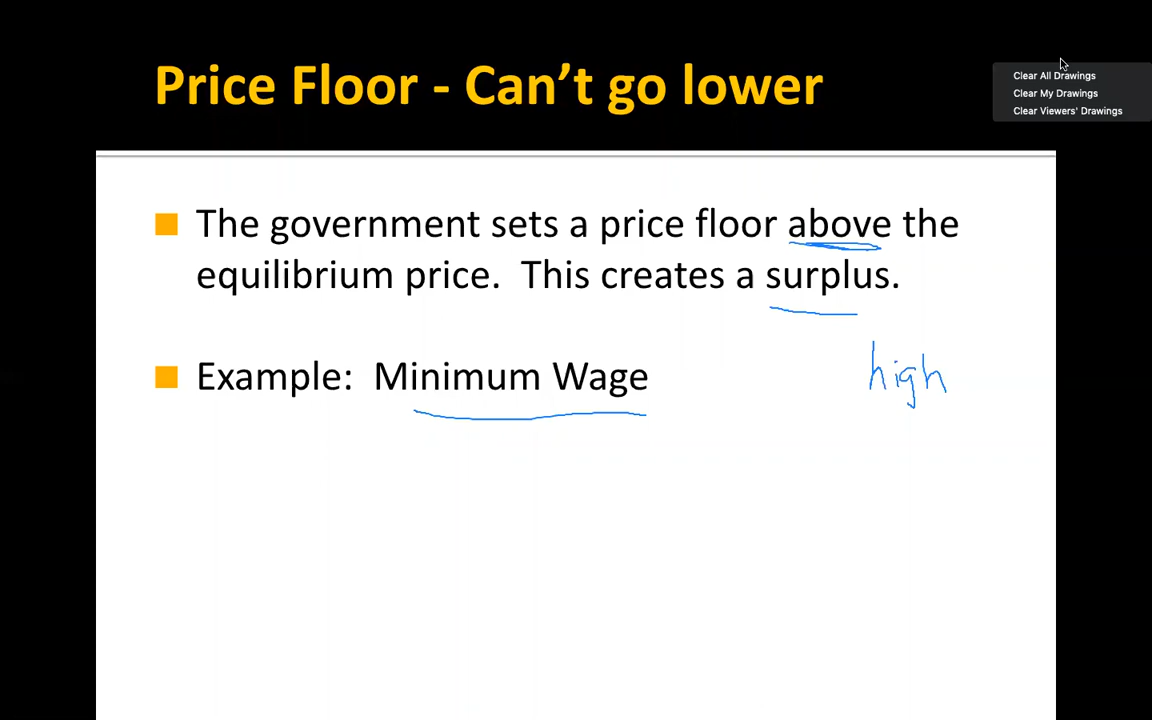 Price Floor - Can't go lower
Clear All Drawings
Clear My Drawings
Clear Viewers' Drawings
The government sets a price floor above the
equilibrium price.  This creates a surplus.
Example:  Minimum Wage
high